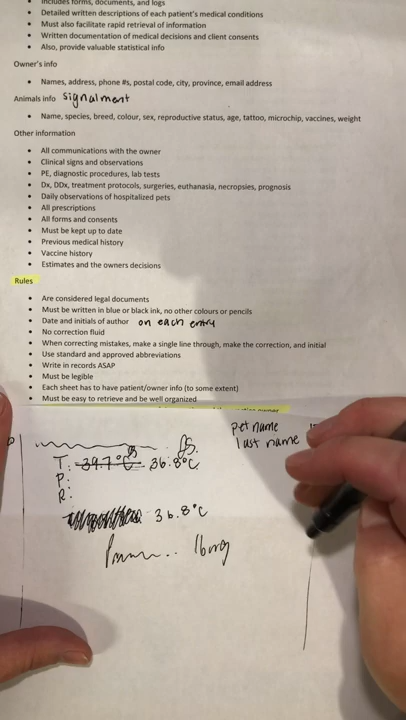 Includes forms, documents, and logs
Detailed written descriptions of each patient's medical conditions
Must also facilitate rapid retrieval of information
Written documentation of medical decisions and client consents
Also, provide valuable statistical info
Owner's info
Names, address, phone #s, postal code, city, province, email address
Animals info signalment
Name, species, breed, colour, sex, reproductive status, age, tattoo, microchip, vaccines, weight
Other information
All communications with the owner
Clinical signs and observations
PE, diagnostic procedures, lab tests
Dx, DDx, treatment protocols, surgeries, euthanasia, necropsies, prognosis
Daily observations of hospitalized pets
All prescriptions
All forms and consents
Must be kept up to date
Previous medical history
Vaccine history
Estimates and the owners decisions
Rules
Are considered legal documents
Must be written in blue or black ink, no other colours or pencils
Date and initials of author on each entry
No correction fluid
When correcting mistakes, make a single line through, make the correction, and initial
Use standard and approved abbreviations
Write in records ASAP
Must be legible
Each sheet has to have patient/owner info (to some extent)
Must be easy to retrieve and be well organized
pet name
last name
T: 39.7°C 36.8°C
P:
R:
36.8°C